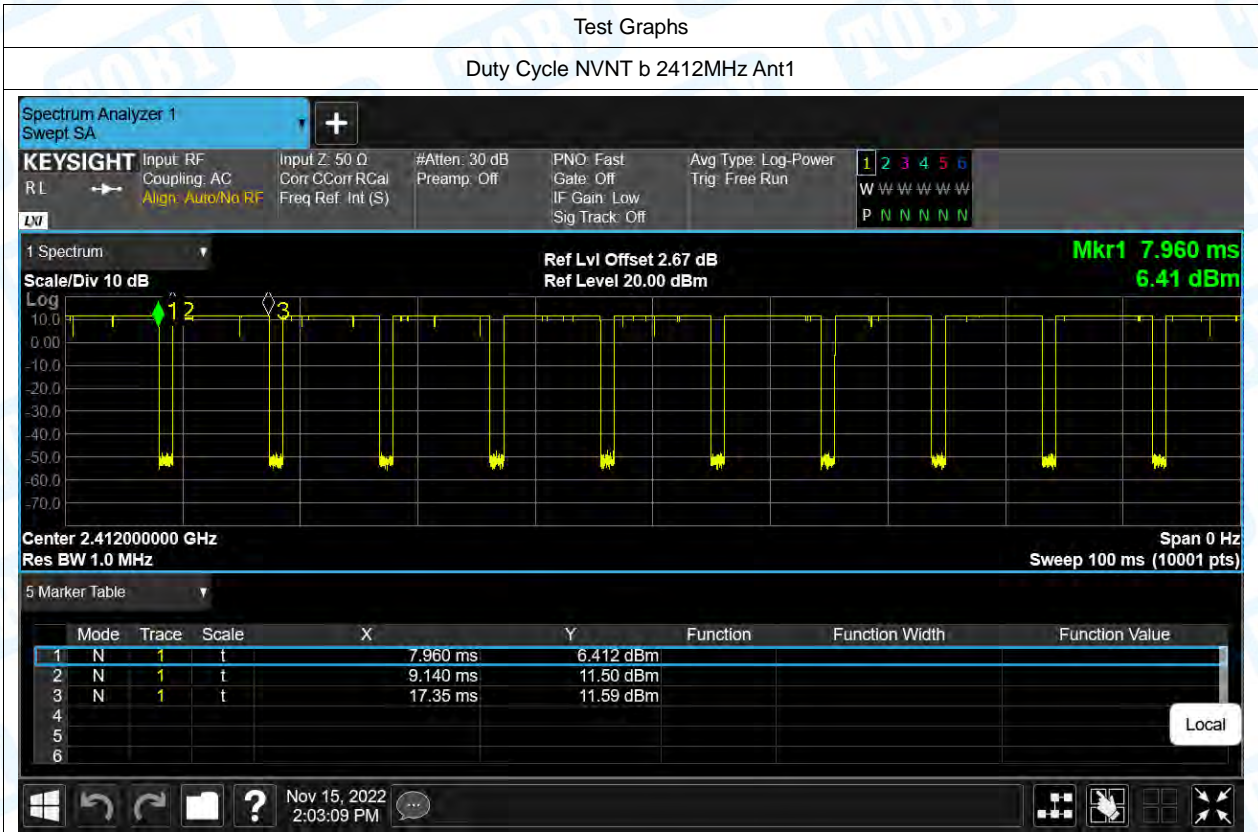 Test Graphs
Duty Cycle NVNT b 2412MHz Ant1
Spectrum Analyzer 1
Swept SA
+
KEYSIGHT Input: RF Input Z: 50 Ω #Atten: 30 dB PNO: Fast Avg Type: Log-Power 1 2 3 4 5 6
RL Coupling: AC Corr CCorr RCal Preamp: Off Gate: Off Trig: Free Run W W W W W W
Align: Auto/No RF Freq Ref: Int (S) IF Gain: Low
LXI Sig Track: Off P N N N N N
1 Spectrum Ref Lvl Offset 2.67 dB Mkr1 7.960 ms
Scale/Div 10 dB Ref Level 20.00 dBm 6.41 dBm
Log
1 2 3
10.0
0.00
-10.0
-20.0
-30.0
-40.0
-50.0
-60.0
-70.0
Center 2.412000000 GHz Span 0 Hz
Res BW 1.0 MHz Sweep 100 ms (10001 pts)
5 Marker Table
Mode Trace Scale X Y Function Function Width Function Value
1 N 1 t 7.960 ms 6.412 dBm
2 N 1 t 9.140 ms 11.50 dBm
3 N 1 t 17.35 ms 11.59 dBm
4
5
6
Local
? Nov 15, 2022
2:03:09 PM
TOBY